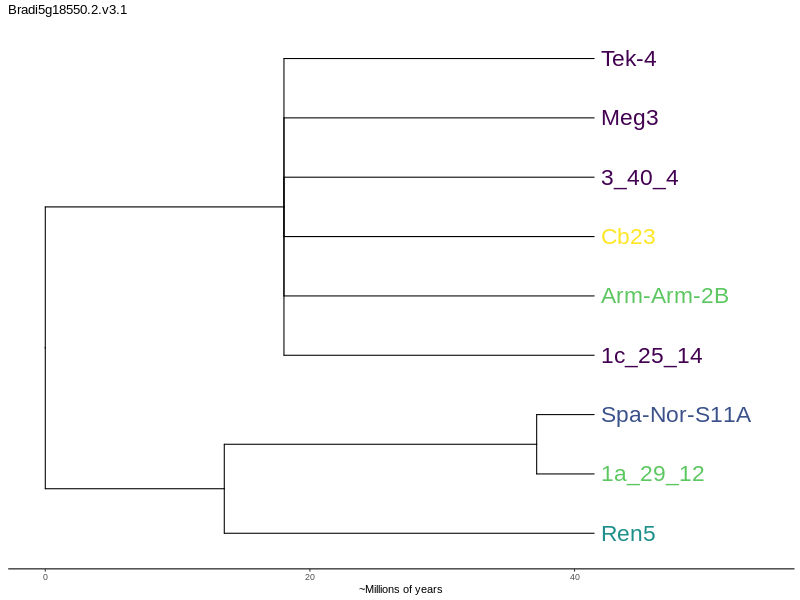 Bradi5g18550.2.v3.1
Tek-4
Meg3
3_40_4
Cb23
Arm-Arm-2B
1c_25_14
Spa-Nor-S11A
1a_29_12
Ren5
0 20 40
~Millions of years